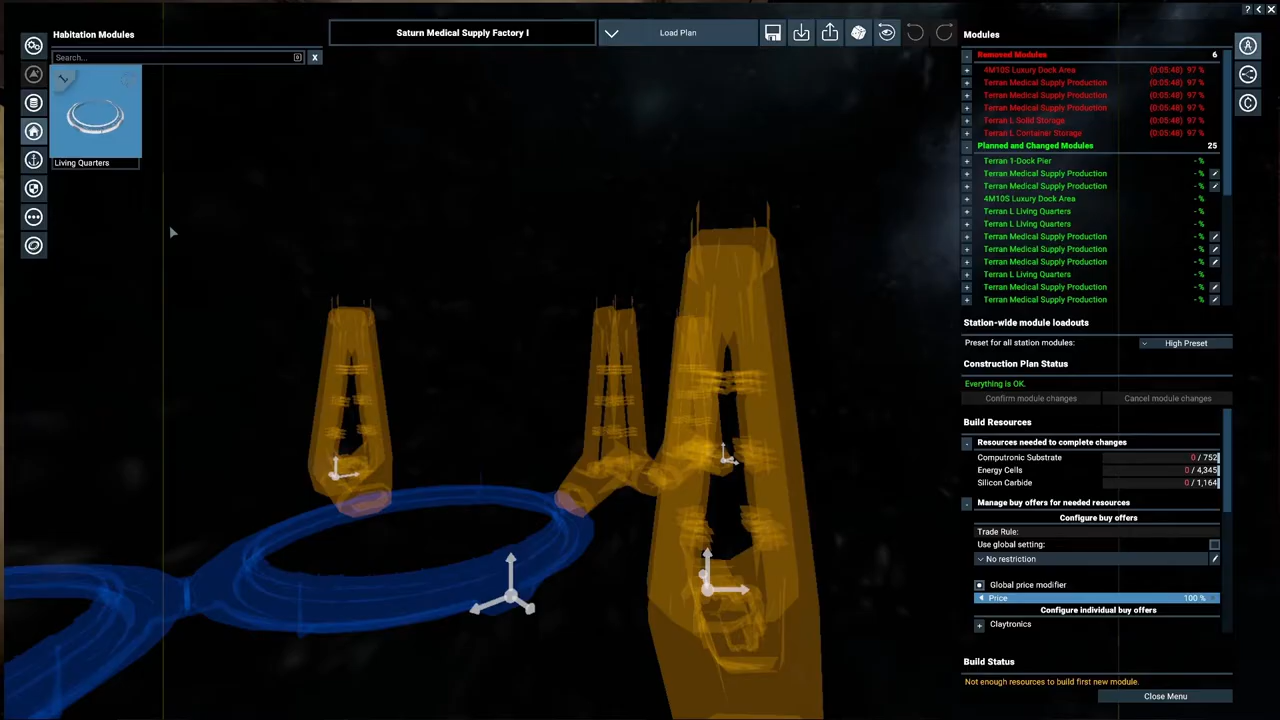 Habitation Modules
Search...
x
Living Quarters
Saturn Medical Supply Factory I
Load Plan
?
Modules
Removed Modules 6
4M10S Luxury Dock Area (0:05:48) 97 %
Terran Medical Supply Production (0:05:48) 97 %
Terran Medical Supply Production (0:05:48) 97 %
Terran Medical Supply Production (0:05:48) 97 %
Terran L Solid Storage (0:05:48) 97 %
Terran L Container Storage (0:05:48) 97 %
Planned and Changed Modules 25
Terran 1-Dock Pier - %
Terran Medical Supply Production - %
Terran Medical Supply Production - %
4M10S Luxury Dock Area - %
Terran L Living Quarters - %
Terran L Living Quarters - %
Terran Medical Supply Production - %
Terran Medical Supply Production - %
Terran Medical Supply Production - %
Terran L Living Quarters - %
Terran Medical Supply Production - %
Terran Medical Supply Production - %
Station-wide module loadouts
Preset for all station modules: High Preset
Construction Plan Status
Everything is OK.
Confirm module changes Cancel module changes
Build Resources
Resources needed to complete changes
Computronic Substrate 0 / 752
Energy Cells 0 / 4,345
Silicon Carbide 0 / 1,164
Manage buy offers for needed resources
Configure buy offers
Trade Rule:
Use global setting:
No restriction
Global price modifier
Price 100 %
Configure individual buy offers
Claytronics
Build Status
Not enough resources to build first new module.
Close Menu